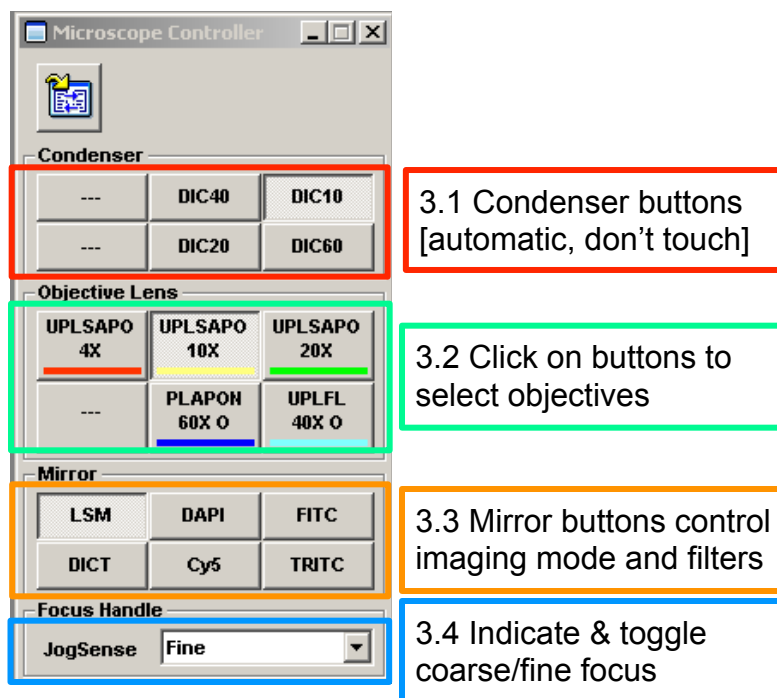 Microscope Controller
Condenser
--- DIC40 DIC10
--- DIC20 DIC60
3.1 Condenser buttons
[automatic, don’t touch]
Objective Lens
UPLSAPO UPLSAPO UPLSAPO
4X 10X 20X
--- PLAPON UPLFL
60X O 40X O
3.2 Click on buttons to
select objectives
Mirror
LSM DAPI FITC
DICT Cy5 TRITC
3.3 Mirror buttons control
imaging mode and filters
Focus Handle
JogSense Fine
3.4 Indicate & toggle
coarse/fine focus